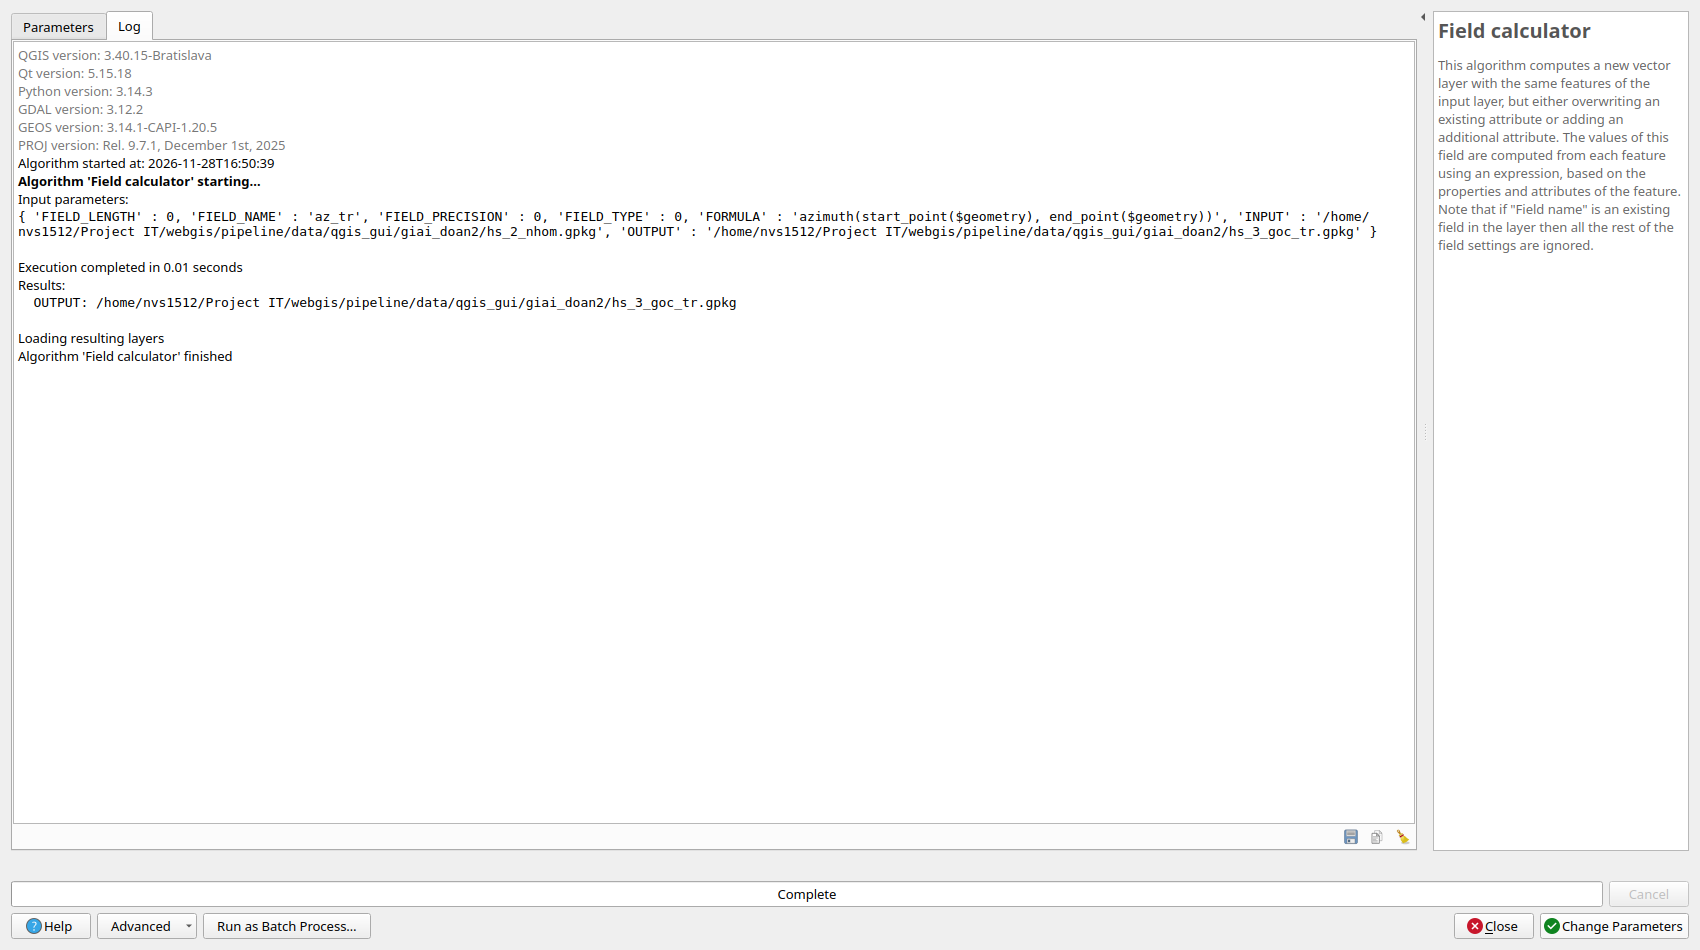 Parameters
Log
QGIS version: 3.40.15-Bratislava
Qt version: 5.15.18
Python version: 3.14.3
GDAL version: 3.12.2
GEOS version: 3.14.1-CAPI-1.20.5
PROJ version: Rel. 9.7.1, December 1st, 2025
Algorithm started at: 2026-11-28T16:50:39
Algorithm 'Field calculator' starting…
Input parameters:
{ 'FIELD_LENGTH' : 0, 'FIELD_NAME' : 'az_tr', 'FIELD_PRECISION' : 0, 'FIELD_TYPE' : 0, 'FORMULA' : 'azimuth(start_point($geometry), end_point($geometry))', 'INPUT' : '/home/
nvs1512/Project IT/webgis/pipeline/data/qgis_gui/giai_doan2/hs_2_nhom.gpkg', 'OUTPUT' : '/home/nvs1512/Project IT/webgis/pipeline/data/qgis_gui/giai_doan2/hs_3_goc_tr.gpkg' }
Execution completed in 0.01 seconds
Results:
OUTPUT: /home/nvs1512/Project IT/webgis/pipeline/data/qgis_gui/giai_doan2/hs_3_goc_tr.gpkg
Loading resulting layers
Algorithm 'Field calculator' finished
Field calculator
This algorithm computes a new vector
layer with the same features of the
input layer, but either overwriting an
existing attribute or adding an
additional attribute. The values of this
field are computed from each feature
using an expression, based on the
properties and attributes of the feature.
Note that if "Field name" is an existing
field in the layer then all the rest of the
field settings are ignored.
Complete
Cancel
Help
Advanced
Run as Batch Process…
Close
Change Parameters